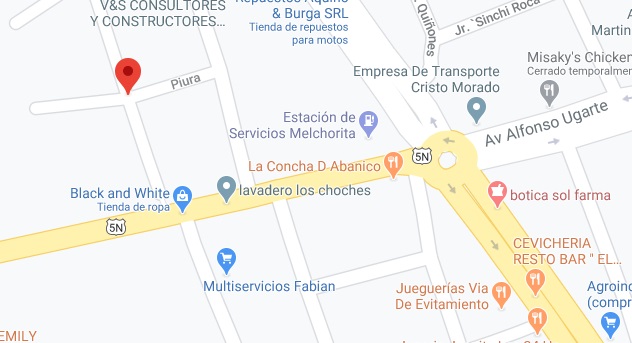 V&S CONSULTORES
Y CONSTRUCTORES...
Repuestos Aquino
& Burga SRL
Tienda de repuestos
para motos
Quiñones
Jr. 'Sinchi Roca
A
Martin
Misaky's Chicken
Cerrado temporalmen
Empresa De Transporte
Cristo Morado
Piura
Av Alfonso Ugarte
Estación de
Servicios Melchorita
La Concha D Abanico
5N
Black and White
Tienda de ropa
lavadero los choches
botica sol farma
5N
CEVICHERIA
RESTO BAR " EL...
Multiservicios Fabian
Jueguerías Via
De Evitamiento
Agroind
(compr
EMILY